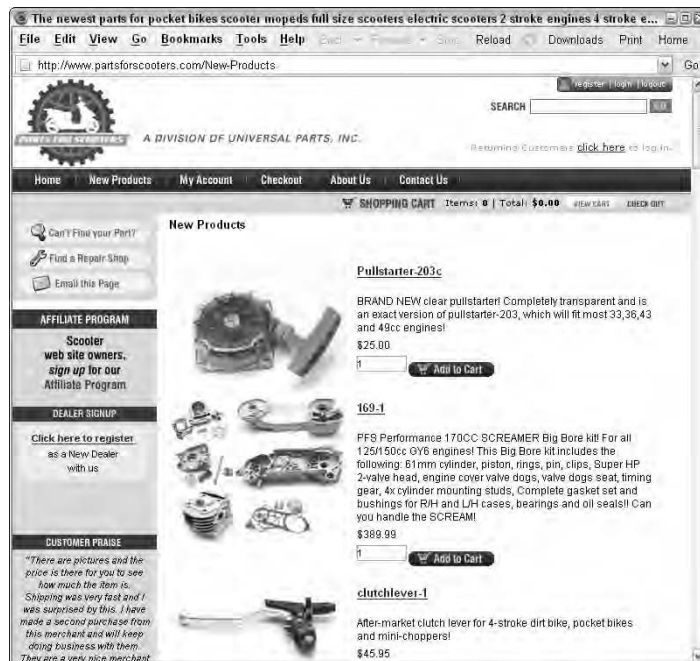 The newest parts for pocket bikes scooter mopeds full size scooters electric scooters 2 stroke engines 4 stroke e...
File Edit View Go Bookmarks Tools Help Reload Downloads Print Home
http://www.partsforscooters.com/New-Products Go
register | login | logout
SEARCH GO
PARTS FOR SCOOTERS
A DIVISION OF UNIVERSAL PARTS, INC.
Returning Customers click here to log in.
Home New Products My Account Checkout About Us Contact Us
SHOPPING CART Items: 0 | Total: $0.00 VIEW CART CHECK OUT
Can't Find your Part?
Find a Repair Shop
Email this Page
AFFILIATE PROGRAM
Scooter
web site owners,
sign up for our
Affiliate Program
DEALER SIGNUP
Click here to register
as a New Dealer
with us
CUSTOMER PRAISE
"There are pictures and the
price is there for you to see
how much the item is.
Shipping was very fast and I
was surprised by this. I have
made a second purchase from
this merchant and will keep
doing business with them.
They are a very nice merchant
New Products
Pullstarter-203c
BRAND NEW clear pullstarter! Completely transparent and is
an exact version of pullstarter-203, which will fit most 33,36,43
and 49cc engines!
$25.00
1 Add to Cart
169-1
PFS Performance 170CC SCREAMER Big Bore kit! For all
125/150cc GY6 engines! This Big Bore kit includes the
following: 61mm cylinder, piston, rings, pin, clips, Super HP
2-valve head, engine cover valve dogs, valve dogs seat, timing
gear, 4x cylinder mounting studs, Complete gasket set and
bushings for R/H and L/H cases, bearings and oil seals!! Can
you handle the SCREAM!
$389.99
1 Add to Cart
clutchlever-1
After-market clutch lever for 4-stroke dirt bike, pocket bikes
and mini-choppers!
$45.95